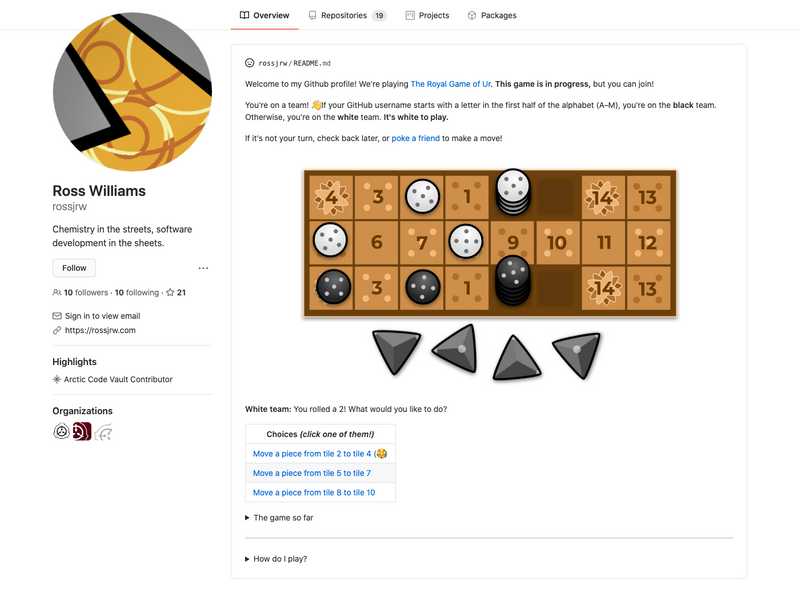 Overview
Repositories 19
Projects
Packages
Ross Williams
rossjrw
Chemistry in the streets, software
development in the sheets.
Follow
10 followers · 10 following · 21
Sign in to view email
https://rossjrw.com
Highlights
Arctic Code Vault Contributor
Organizations
rossjrw/README.md
Welcome to my Github profile! We're playing The Royal Game of Ur. This game is in progress, but you can join!
You're on a team! If your GitHub username starts with a letter in the first half of the alphabet (A–M), you're on the black team.
Otherwise, you're on the white team. It's white to play.
If it's not your turn, check back later, or poke a friend to make a move!
4 3 1 14 13
6 7 9 10 11 12
3 1 14 13
White team: You rolled a 2! What would you like to do?
Choices (click one of them!)
Move a piece from tile 2 to tile 4 (
Move a piece from tile 5 to tile 7
Move a piece from tile 8 to tile 10
The game so far
How do I play?